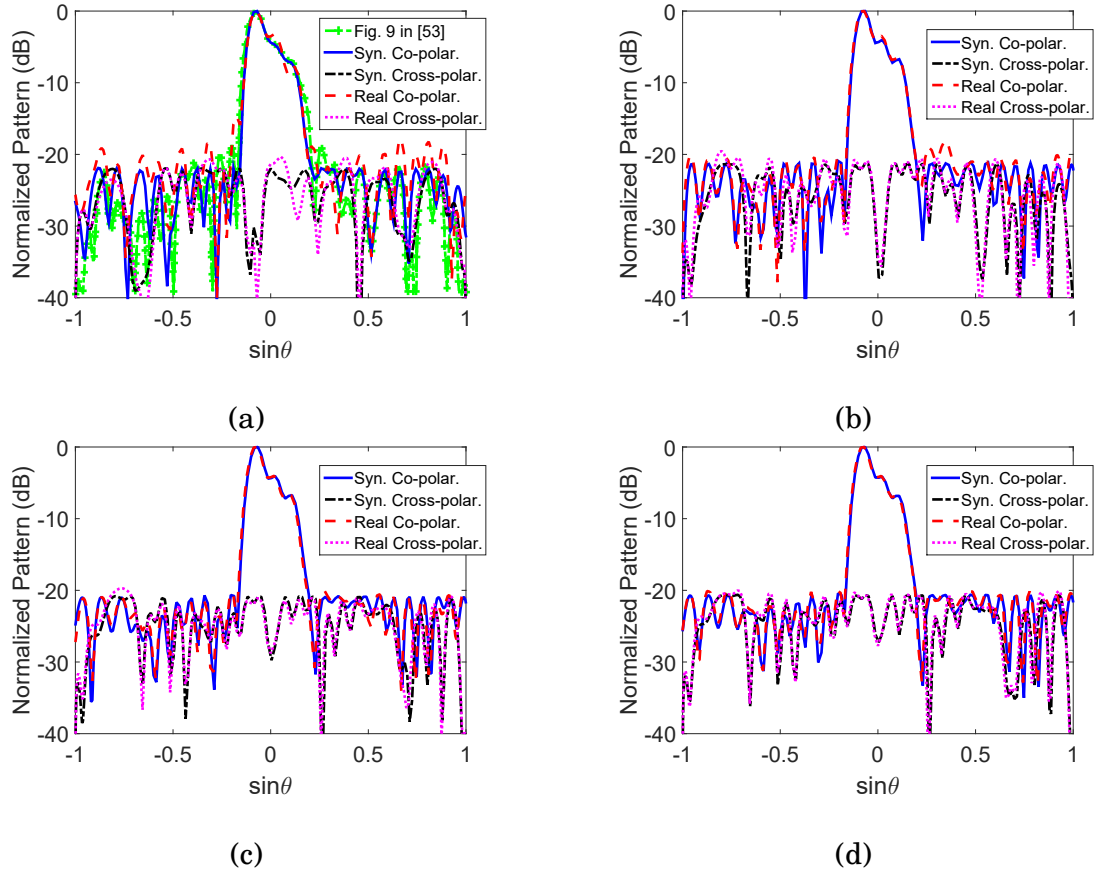 Normalized Pattern (dB)
0
-10
-20
-30
-40
-1
-0.5
0
0.5
1
sinθ
Fig. 9 in [53]
Syn. Co-polar.
Syn. Cross-polar.
Real Co-polar.
Real Cross-polar.
(a)
Normalized Pattern (dB)
0
-10
-20
-30
-40
-1
-0.5
0
0.5
1
sinθ
Syn. Co-polar.
Syn. Cross-polar.
Real Co-polar.
Real Cross-polar.
(b)
Normalized Pattern (dB)
0
-10
-20
-30
-40
-1
-0.5
0
0.5
1
sinθ
Syn. Co-polar.
Syn. Cross-polar.
Real Co-polar.
Real Cross-polar.
(c)
Normalized Pattern (dB)
0
-10
-20
-30
-40
-1
-0.5
0
0.5
1
sinθ
Syn. Co-polar.
Syn. Cross-polar.
Real Co-polar.
Real Cross-polar.
(d)